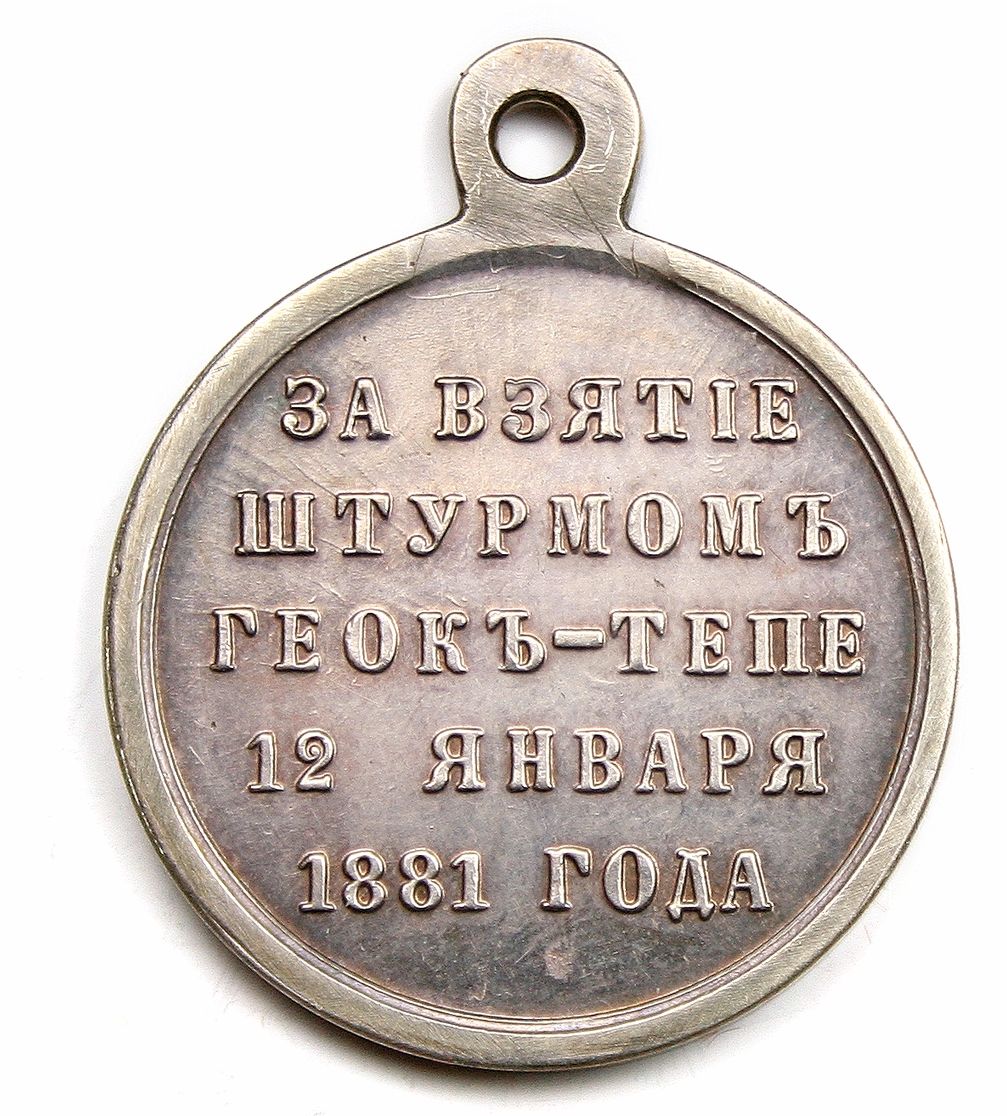 ЗА ВЗЯТІЕ
ШТУРМОМЪ
ГЕОКЪ-ТЕПЕ
12 ЯНВАРЯ
1881 ГОДА